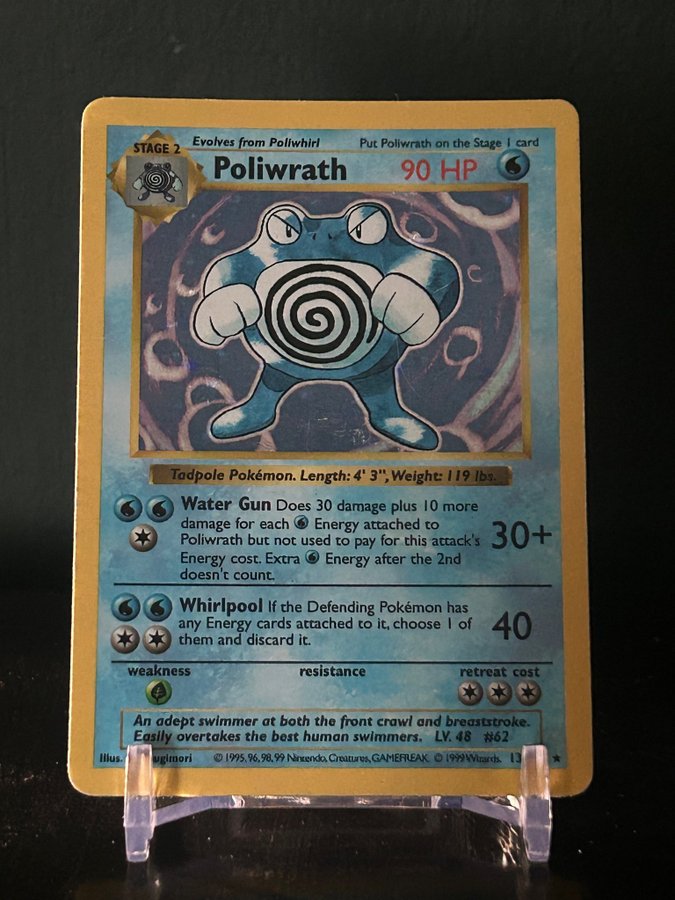 Evolves from Poliwhirl Put Poliwrath on the Stage 1 card
STAGE 2
Poliwrath 90 HP
Tadpole Pokémon. Length: 4' 3", Weight: 119 lbs.
Water Gun Does 30 damage plus 10 more
damage for each Energy attached to
Poliwrath but not used to pay for this attack's
Energy cost. Extra Energy after the 2nd
doesn't count.
30+
Whirlpool If the Defending Pokémon has
any Energy cards attached to it, choose 1 of
them and discard it.
40
weakness resistance retreat cost
An adept swimmer at both the front crawl and breaststroke.
Easily overtakes the best human swimmers. LV. 48 #62
Illus. © 1995, 96, 98, 99 Nintendo, Creatures, GAMEFREAK. © 1999 Wizards. 13